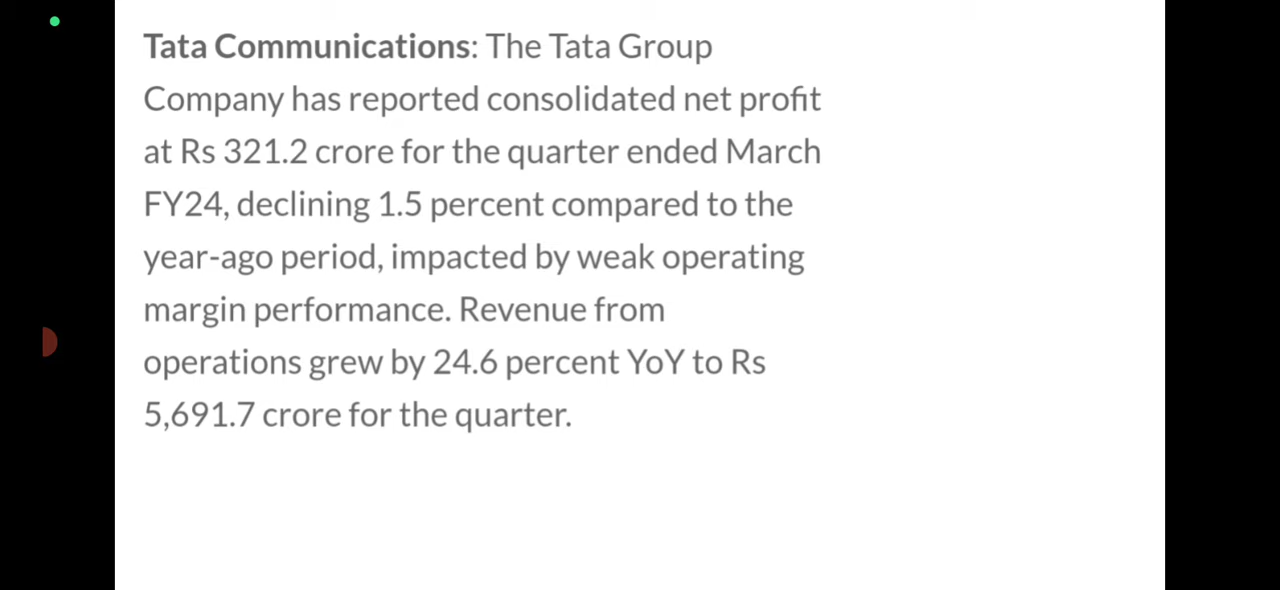 Tata Communications: The Tata Group
Company has reported consolidated net profit
at Rs 321.2 crore for the quarter ended March
FY24, declining 1.5 percent compared to the
year-ago period, impacted by weak operating
margin performance. Revenue from
operations grew by 24.6 percent YoY to Rs
5,691.7 crore for the quarter.